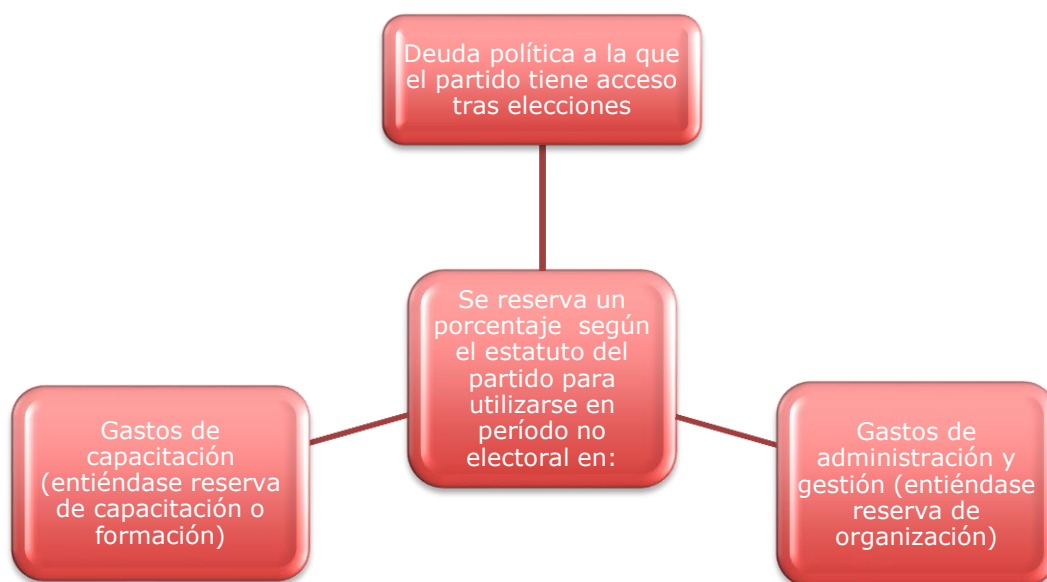 Deuda política a la que
el partido tiene acceso
tras elecciones
Se reserva un
porcentaje  según
el estatuto del
partido para
utilizarse en
período no
electoral en:
Gastos de
capacitación
(entiéndase reserva
de capacitación o
formación)
Gastos de
administración y
gestión (entiéndase
reserva de
organización)